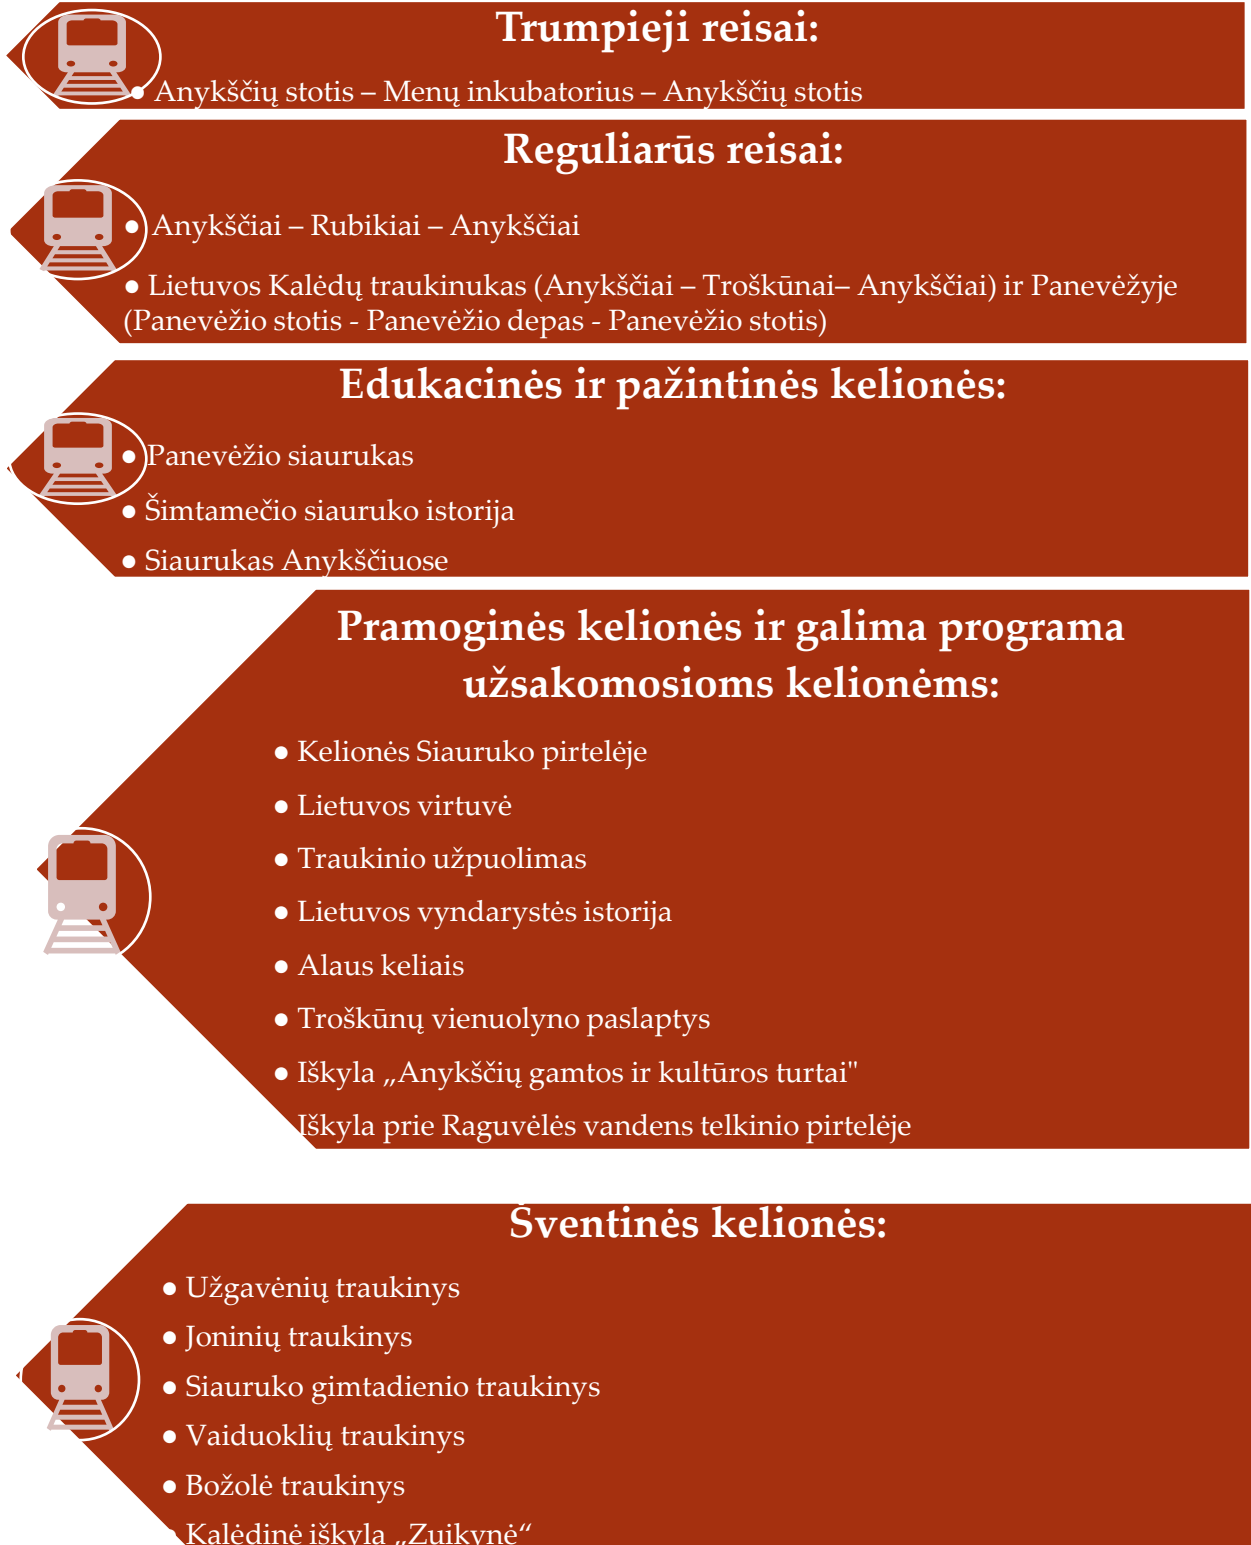 Trumpieji reisai:
● Anykščių stotis – Menų inkubatorius – Anykščių stotis
Reguliarūs reisai:
● Anykščiai – Rubikiai – Anykščiai
● Lietuvos Kalėdų traukinukas (Anykščiai – Troškūnai– Anykščiai) ir Panevėžyje
(Panevėžio stotis - Panevėžio depas - Panevėžio stotis)
Edukacinės ir pažintinės kelionės:
● Panevėžio siaurukas
● Šimtamečio siauruko istorija
● Siaurukas Anykščiuose
Pramoginės kelionės ir galima programa
užsakomosioms kelionėms:
● Kelionės Siauruko pirtelėje
● Lietuvos virtuvė
● Traukinio užpuolimas
● Lietuvos vyndarystės istorija
● Alaus keliais
● Troškūnų vienuolyno paslaptys
● Iškyla „Anykščių gamtos ir kultūros turtai"
Iškyla prie Raguvėlės vandens telkinio pirtelėje
Šventinės kelionės:
● Užgavėnių traukinys
● Joninių traukinys
● Siauruko gimtadienio traukinys
● Vaiduoklių traukinys
● Božolė traukinys
● Kalėdinė iškyla „Zuikynė“